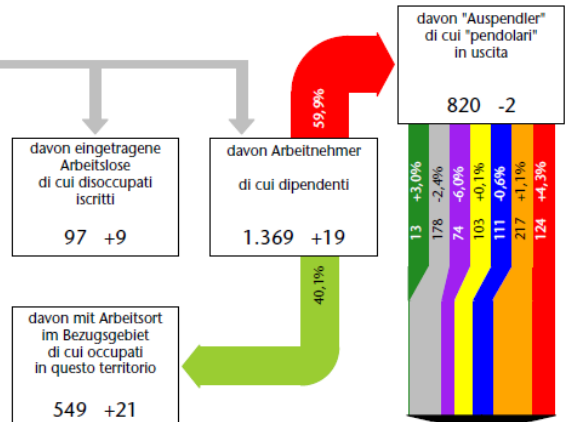 davon "Auspendler"
di cui "pendolari"
in uscita
820 -2
59,9%
davon eingetragene
Arbeitslose
di cui disoccupati
iscritti
97 +9
davon Arbeitnehmer
di cui dipendenti
1.369 +19
13 +3,0%
178 -2,4%
74 -6,0%
103 +0,1%
111 -0,6%
217 +1,1%
124 +4,3%
40,1%
davon mit Arbeitsort
im Bezugsgebiet
di cui occupati
in questo territorio
549 +21